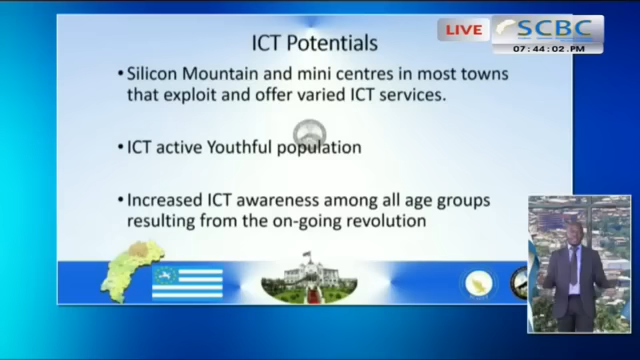 LIVE
SCBC
07:44:02 PM
ICT Potentials
• Silicon Mountain and mini centres in most towns
that exploit and offer varied ICT services.
• ICT active Youthful population
• Increased ICT awareness among all age groups
resulting from the on-going revolution